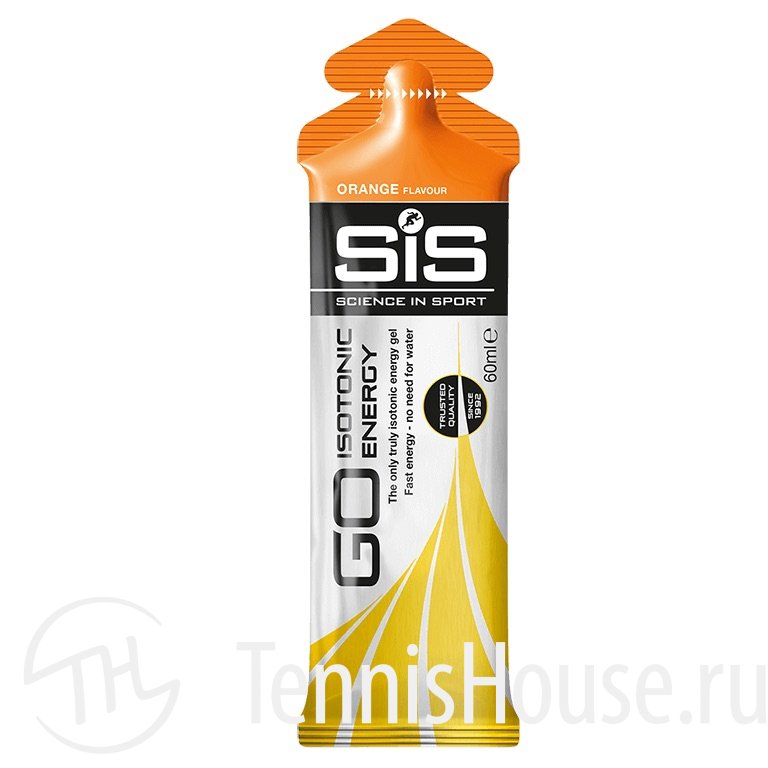 ORANGE FLAVOUR
SiS
SCIENCE IN SPORT
GO ISOTONIC
ENERGY
The only truly isotonic energy gel
Fast energy - no need for water
60ml℮
TRUSTED
QUALITY
SINCE
1992
TH
TennisHouse.ru